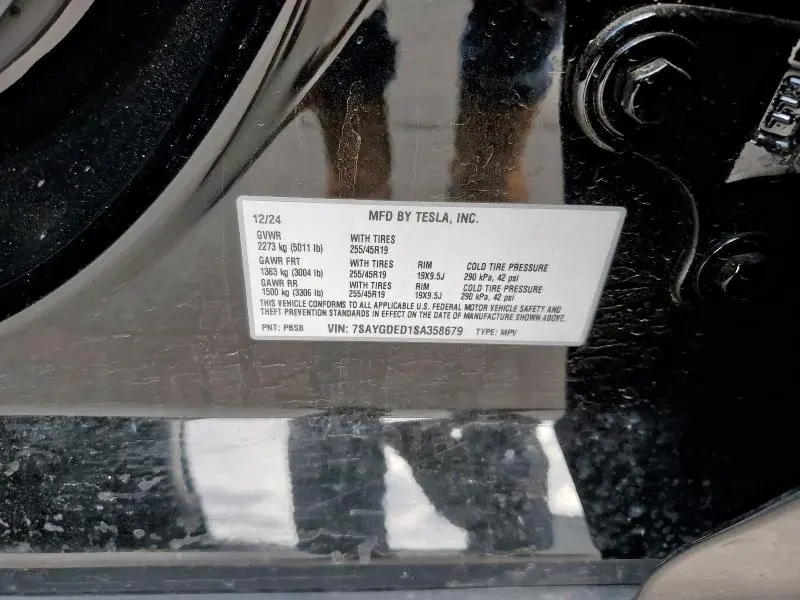 12/24 MFD BY TESLA, INC.
GVWR WITH TIRES
2273 kg (5011 lb) 255/45R19
GAWR FRT WITH TIRES RIM COLD TIRE PRESSURE
1363 kg (3004 lb) 255/45R19 19X9.5J 290 kPa, 42 psi
GAWR RR WITH TIRES RIM COLD TIRE PRESSURE
1500 kg (3306 lb) 255/45R19 19X9.5J 290 kPa, 42 psi
THIS VEHICLE CONFORMS TO ALL APPLICABLE U.S. FEDERAL MOTOR VEHICLE SAFETY AND
THEFT PREVENTION STANDARDS IN EFFECT ON THE DATE OF MANUFACTURE SHOWN ABOVE.
PNT: PBSB VIN: 7SAYGDED1SA358679 TYPE: MPV